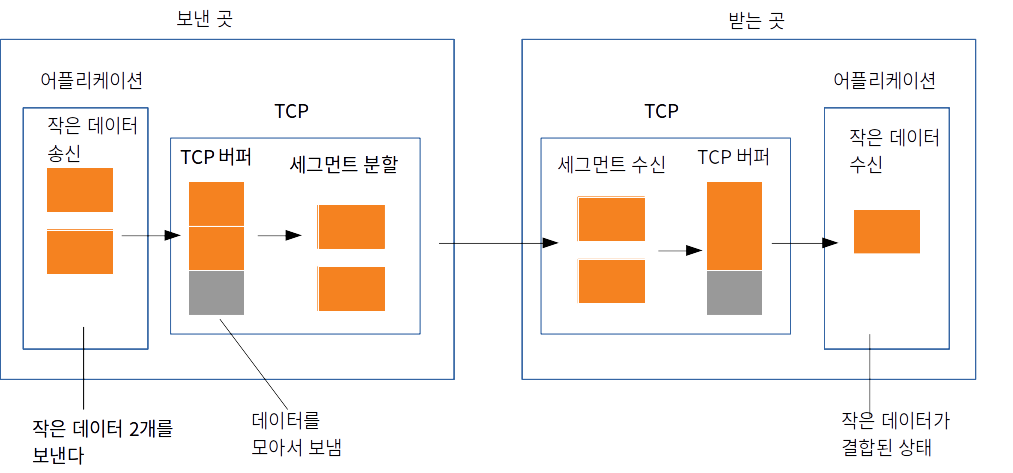 보낸 곳
받는 곳
어플리케이션
TCP
작은 데이터
송신
TCP 버퍼
세그먼트 분할
TCP
어플리케이션
세그먼트 수신
TCP 버퍼
작은 데이터
수신
작은 데이터 2개를
보낸다
데이터를
모아서 보냄
작은 데이터가
결합된 상태